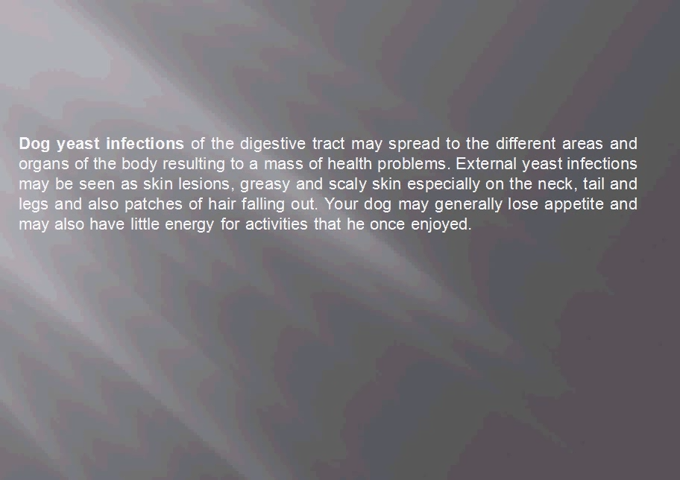 Dog yeast infections of the digestive tract may spread to the different areas and
organs of the body resulting to a mass of health problems. External yeast infections
may be seen as skin lesions, greasy and scaly skin especially on the neck, tail and
legs and also patches of hair falling out. Your dog may generally lose appetite and
may also have little energy for activities that he once enjoyed.